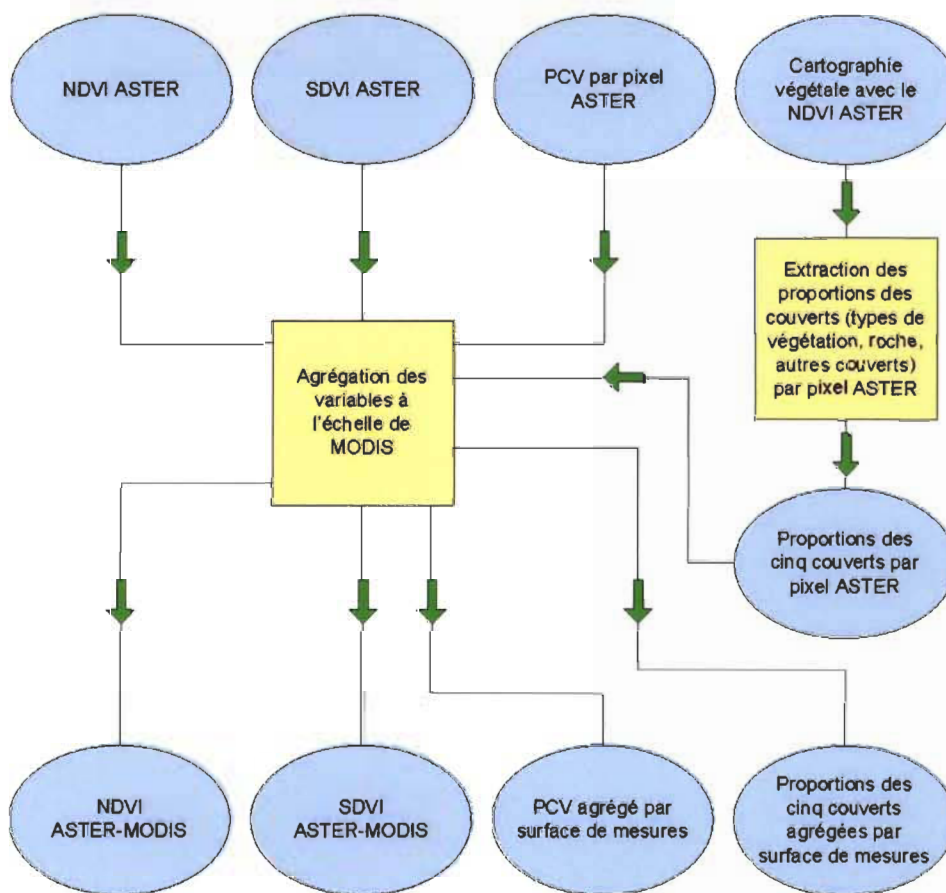 NDVI ASTER
SDVI ASTER
PCV par pixel
ASTER
Cartographie
végétale avec le
NDVI ASTER
Extraction des
proportions des
couverts (types de
végétation, roche,
autres couverts)
par pixel ASTER
Agrégation des
variables à
l'échelle de
MODIS
Proportions des
cinq couverts par
pixel ASTER
NDVI
ASTER-MODIS
SDVI
ASTER-MODIS
PCV agrégé par
surface de mesures
Proportions des
cinq couverts
agrégées par
surface de mesures